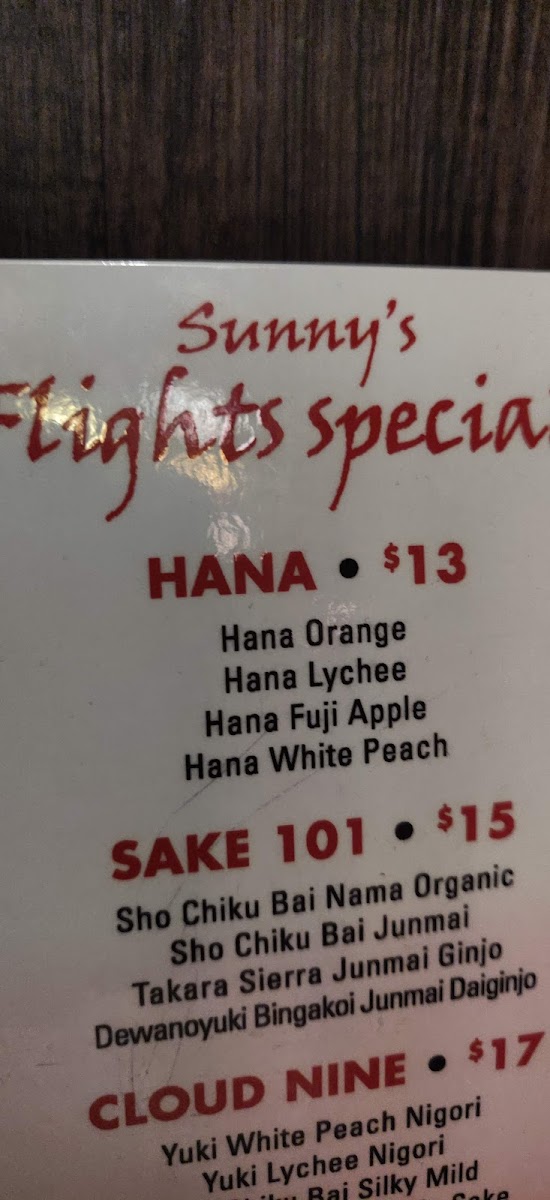 Sunny's
Flights special
HANA • $13
Hana Orange
Hana Lychee
Hana Fuji Apple
Hana White Peach
SAKE 101 • $15
Sho Chiku Bai Nama Organic
Sho Chiku Bai Junmai
Takara Sierra Junmai Ginjo
Dewanoyuki Bingakoi Junmai Daiginjo
CLOUD NINE • $17
Yuki White Peach Nigori
Yuki Lychee Nigori
Bai Silky Mild